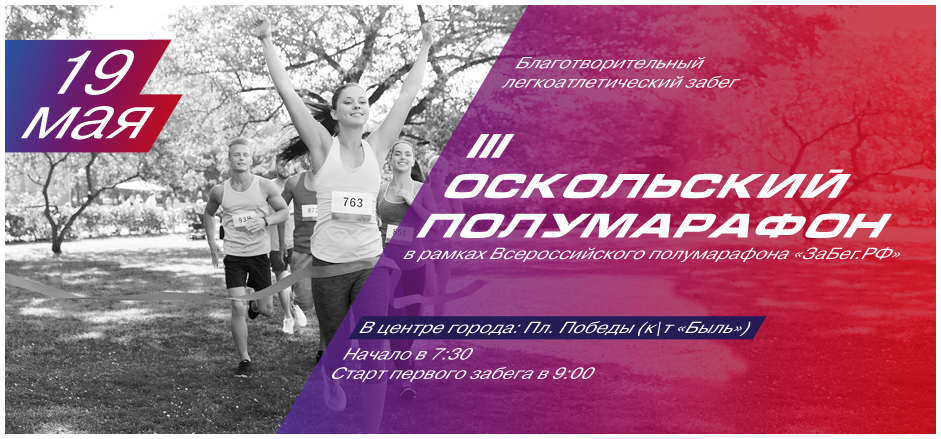 19
мая
Благотворительный
легкоатлетический забег
III
ОСКОЛЬСКИЙ
ПОЛУМАРАФОН
в рамках Всероссийского полумарафона «ЗаБег.РФ»
В центре города: Пл. Победы (к\т «Быль»)
Начало в 7:30
Старт первого забега в 9:00
763